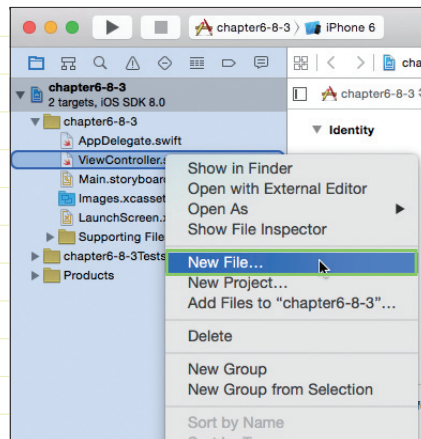 chapter6-8-3 › iPhone 6
cha
chapter6-8-3
2 targets, iOS SDK 8.0
chapter6-8-3
Identity
chapter6-8-3
AppDelegate.swift
ViewController.s
Main.storyboar
Images.xcasset
LaunchScreen.x
Supporting File
chapter6-8-3Tests
Products
Show in Finder
Open with External Editor
Open As
Show File Inspector
New File...
New Project...
Add Files to “chapter6-8-3”...
Delete
New Group
New Group from Selection
Sort by Name